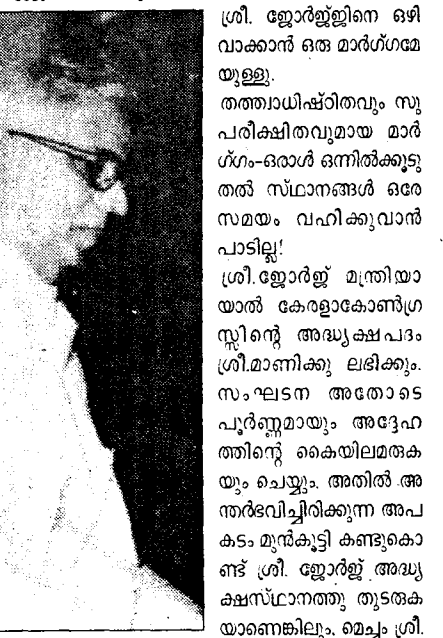 ശ്രീ. ജോർജ്ജിനെ ഒഴി
വാക്കാൻ ഒരു മാർഗ്ഗമേ
യുള്ളു.
തത്ത്വാധിഷ്ഠിതവും സു
പരീക്ഷിതവുമായ മാർ
ഗ്ഗം-ഒരാൾ ഒന്നിൽക്കൂടു
തൽ സ്ഥാനങ്ങൾ ഒരേ
സമയം വഹിക്കുവാൻ
പാടില്ല!
ശ്രീ.ജോർജ് മന്ത്രിയാ
യാൽ കേരളാകോൺഗ്ര
സ്സിന്റെ അദ്ധ്യക്ഷപദം
ശ്രീ.മാണിക്കു ലഭിക്കും.
സംഘടന അതോടെ
പൂർണ്ണമായും അദ്ദേഹ
ത്തിന്റെ കൈയിലമരുക
യും ചെയ്യും. അതിൽ അ
ന്തർഭവിച്ചിരിക്കുന്ന അപ
കടം മുൻകൂട്ടി കണ്ടുകൊ
ണ്ട് ശ്രീ. ജോർജ് അദ്ധ്യ
ക്ഷസ്ഥാനത്തു തുടരുക
യാണെങ്കിലും, മെച്ചം ശ്രീ.